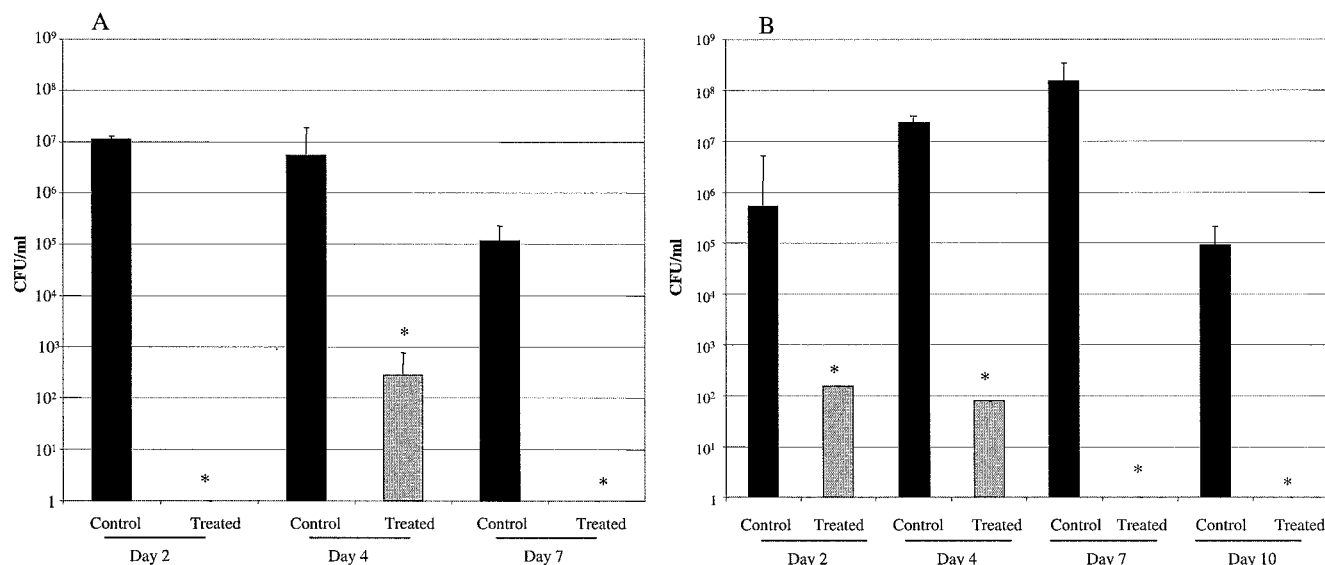 A
10⁹
10⁸
10⁷
10⁶
10⁵
10⁴
10³
10²
10¹
1
CFU/ml
* * *
Control Treated Control Treated Control Treated
Day 2 Day 4 Day 7
B
10⁹
10⁸
10⁷
10⁶
10⁵
10⁴
10³
10²
10¹
1
CFU/ml
* * * *
Control Treated Control Treated Control Treated Control Treated
Day 2 Day 4 Day 7 Day 10